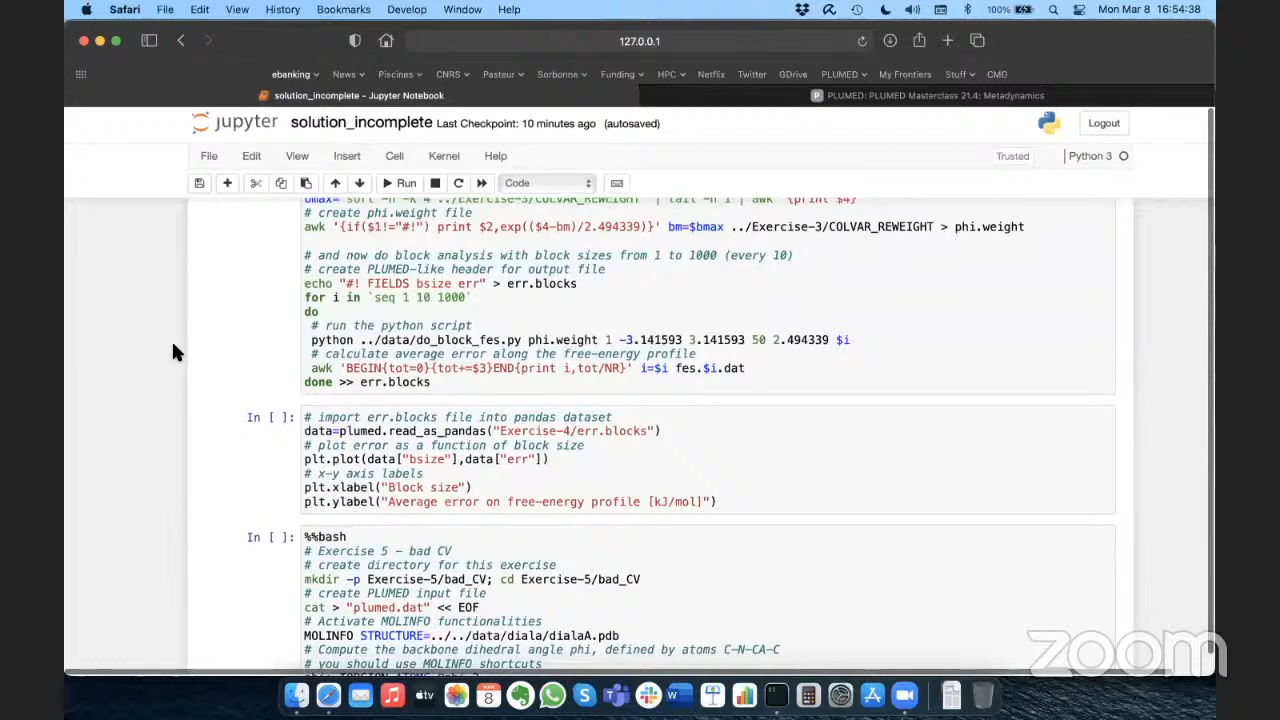 Safari File Edit View History Bookmarks Develop Window Help 100% Mon Mar 8 16:54:38
127.0.0.1
ebanking News Piscines CNRS Pasteur Sorbonne Funding HPC Netflix Twitter GDrive PLUMED My Frontiers Stuff CMG
solution_incomplete - Jupyter Notebook P PLUMED: PLUMED Masterclass 21.4: Metadynamics
jupyter solution_incomplete Last Checkpoint: 10 minutes ago (autosaved) Logout
File Edit View Insert Cell Kernel Help Trusted Python 3
Run Code
bmax=`sort -n -k 4 ../Exercise-3/COLVAR_REWEIGHT | tail -n 1 | awk '{print $4}'`
# create phi.weight file
awk '{if($1!="#!") print $2,exp(($4-bm)/2.494339)}' bm=$bmax ../Exercise-3/COLVAR_REWEIGHT > phi.weight
# and now do block analysis with block sizes from 1 to 1000 (every 10)
# create PLUMED-like header for output file
echo "#! FIELDS bsize err" > err.blocks
for i in `seq 1 10 1000`
do
# run the python script
python ../data/do_block_fes.py phi.weight 1 -3.141593 3.141593 50 2.494339 $i
# calculate average error along the free-energy profile
awk 'BEGIN{tot=0}{tot+=$3}END{print i,tot/NR}' i=$i fes.$i.dat
done >> err.blocks
In [ ]: # import err.blocks file into pandas dataset
data=plumed.read_as_pandas("Exercise-4/err.blocks")
# plot error as a function of block size
plt.plot(data["bsize"],data["err"])
# x-y axis labels
plt.xlabel("Block size")
plt.ylabel("Average error on free-energy profile [kJ/mol]")
In [ ]: %%bash
# Exercise 5 - bad CV
# create directory for this exercise
mkdir -p Exercise-5/bad_CV; cd Exercise-5/bad_CV
# create PLUMED input file
cat > "plumed.dat" << EOF
# Activate MOLINFO functionalities
MOLINFO STRUCTURE=../../data/diala/dialaA.pdb
# Compute the backbone dihedral angle phi, defined by atoms C-N-CA-C
# you should use MOLINFO shortcuts
zoom